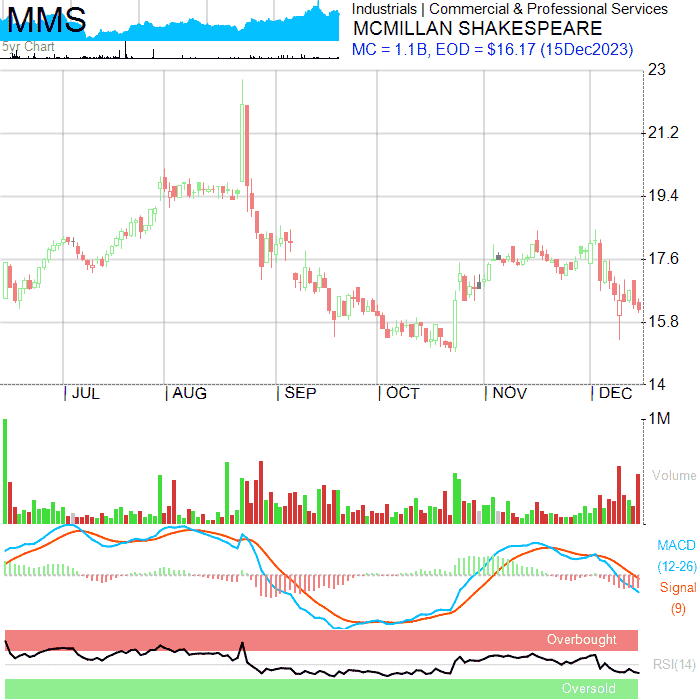 MMS
5yr Chart
Industrials | Commercial & Professional Services
MCMILLAN SHAKESPEARE
MC = 1.1B, EOD = $16.17 (15Dec2023)
23
21.2
19.4
17.6
15.8
14
JUL
AUG
SEP
OCT
NOV
DEC
1M
Volume
MACD
(12-26)
Signal
(9)
Overbought
RSI(14)
Oversold